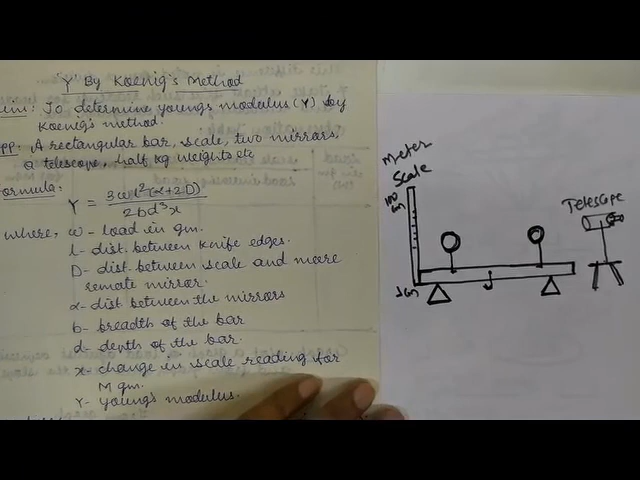 'Y' By Koenig's Method
Aim: To determine youngs modulus (Y) by
Koenig's method.
App: A rectangular bar, scale, two mirrors,
a telescope, half kg weights etc
Formula:
Y = 3ωl²(α+2D) / 2bd³x
where, ω - load in gm.
l - dist. between knife edges.
D - dist. between scale and more
remote mirror.
α - dist between the mirrors
b - breadth of the bar
d - depth of the bar.
x - change in scale reading for
M gm.
Y - young's modulus.
Meter
Scale
100
cm
Telescope